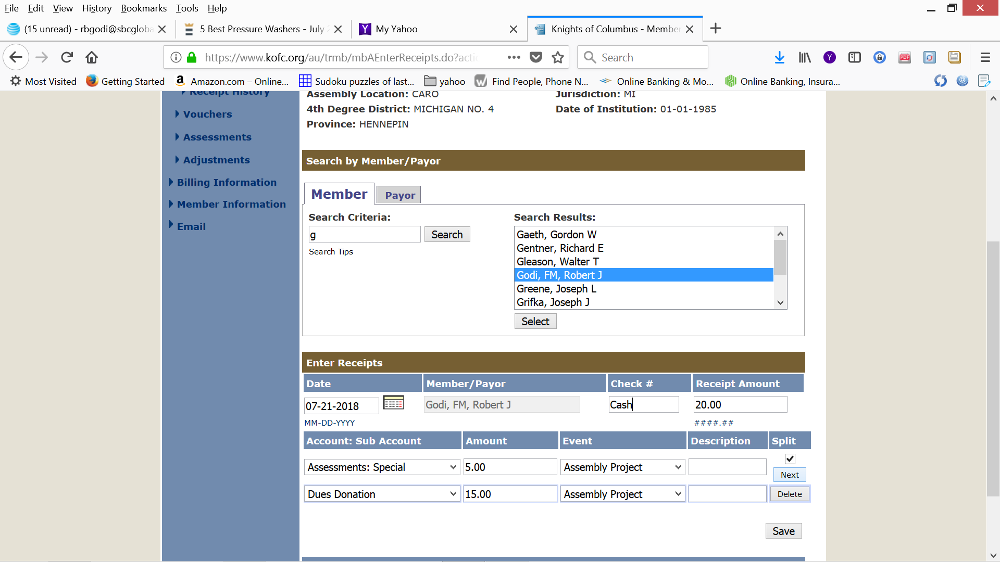 File Edit View History Bookmarks Tools Help
(15 unread) - rbgodi@sbcgloba 5 Best Pressure Washers - July 2 My Yahoo Knights of Columbus - Member
https://www.kofc.org/au/trmb/mbAEnterReceipts.do?actio Search
Most Visited Getting Started Amazon.com – Online... Sudoku puzzles of last... yahoo Find People, Phone N... Online Banking & Mo... Online Banking, Insura...
Receipt History
Vouchers
Assessments
Adjustments
Billing Information
Member Information
Email
Assembly Location: CARO Jurisdiction: MI
4th Degree District: MICHIGAN NO. 4 Date of Institution: 01-01-1985
Province: HENNEPIN
Search by Member/Payor
Member Payor
Search Criteria: Search Results:
g Search
Search Tips
Gaeth, Gordon W
Gentner, Richard E
Gleason, Walter T
Godi, FM, Robert J
Greene, Joseph L
Grifka, Joseph J
Select
Enter Receipts
Date Member/Payor Check # Receipt Amount
07-21-2018 Godi, FM, Robert J Cash 20.00
MM-DD-YYYY ####.##
Account: Sub Account Amount Event Description Split
Assessments: Special 5.00 Assembly Project
Next
Dues Donation 15.00 Assembly Project Delete
Save